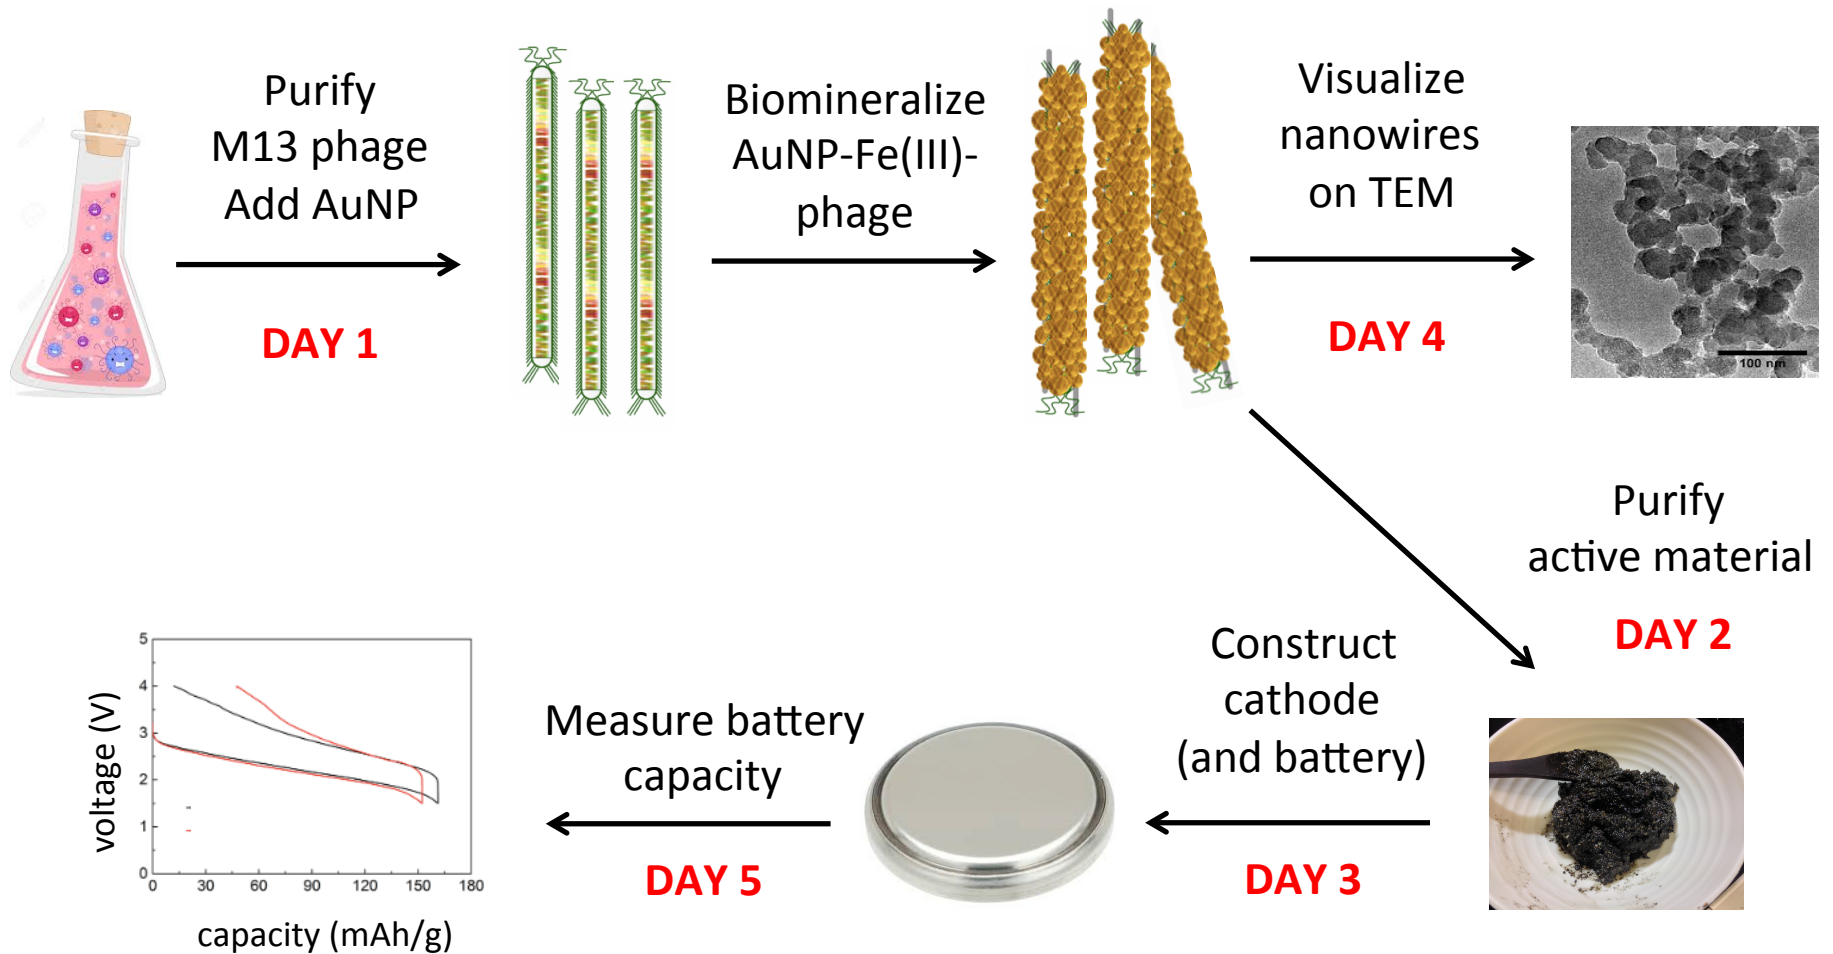 Purify
M13 phage
Add AuNP
DAY 1
Biomineralize
AuNP-Fe(III)-
phage
Visualize
nanowires
on TEM
DAY 4
100 nm
Purify
active material
DAY 2
Construct
cathode
(and battery)
DAY 3
Measure battery
capacity
DAY 5
voltage (V)
5
4
3
2
1
0
0 30 60 90 120 150 180
capacity (mAh/g)